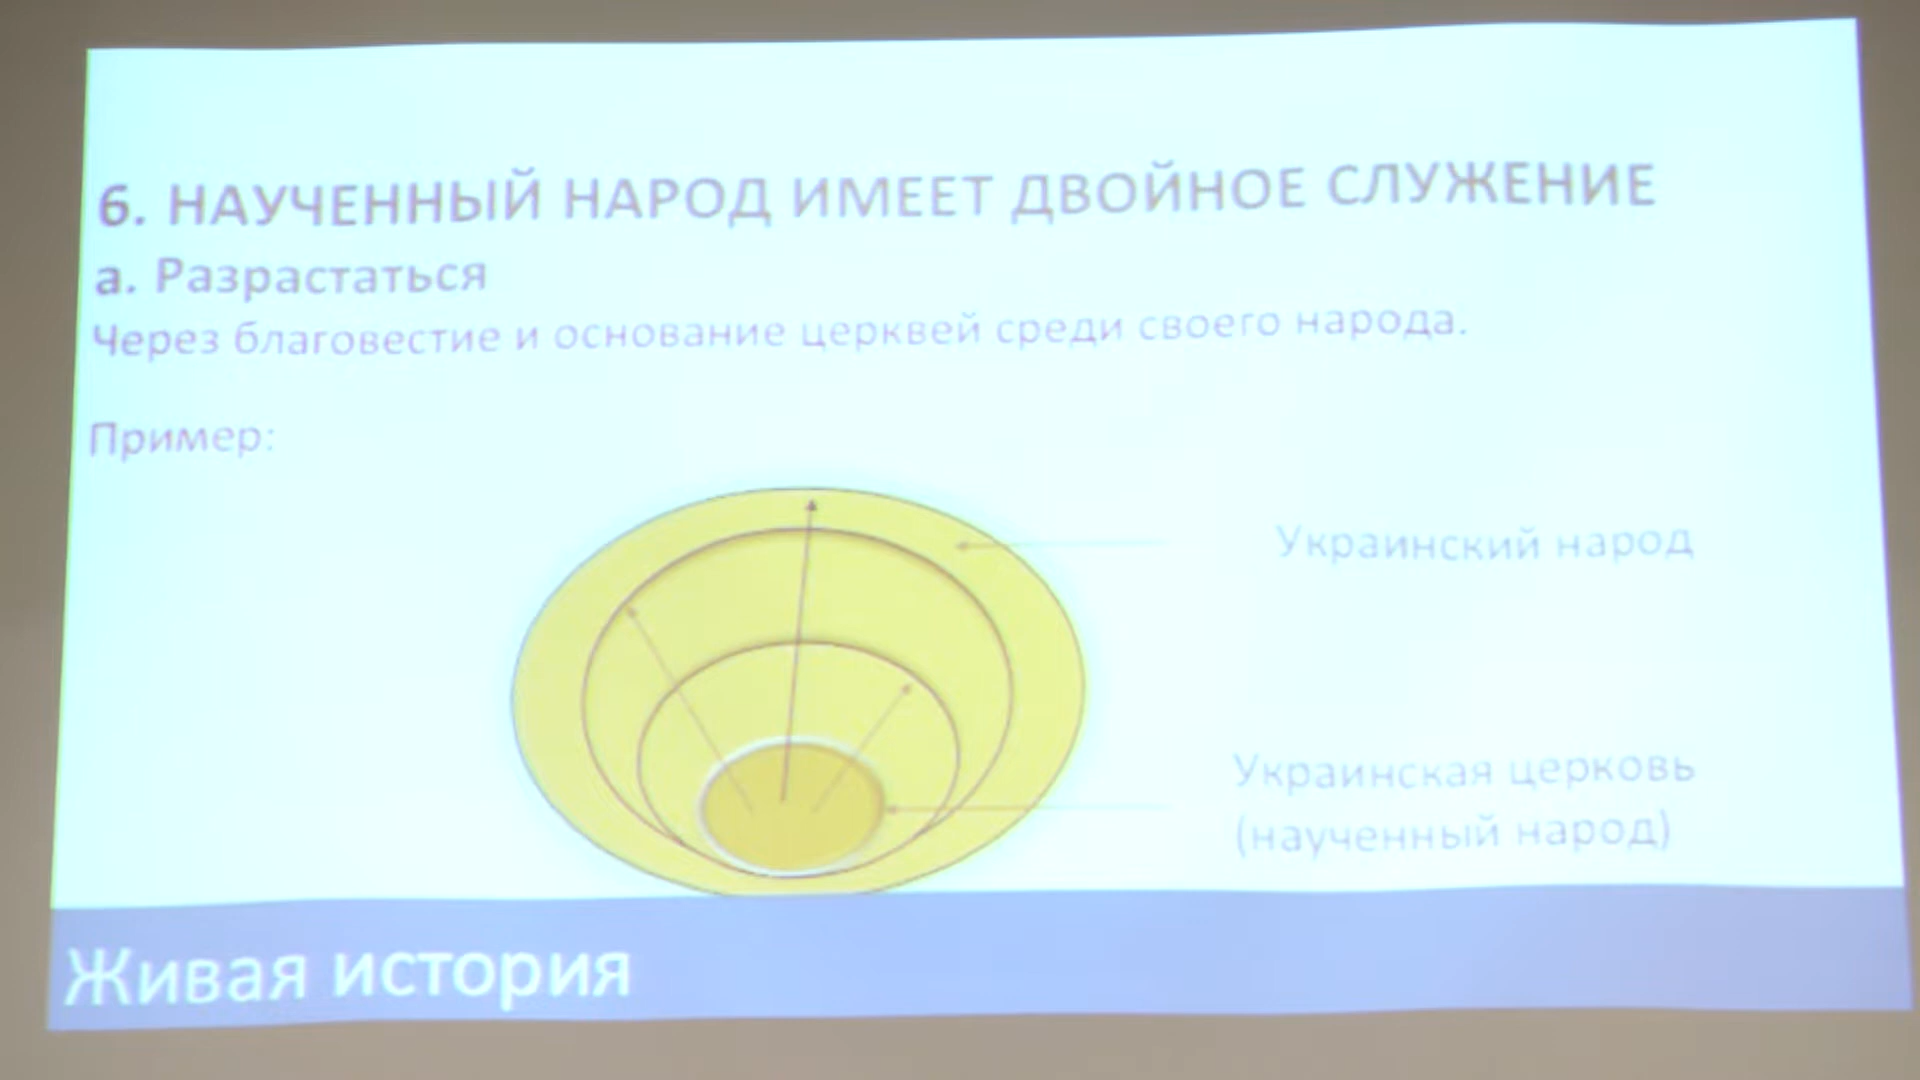 6. НАУЧЕННЫЙ НАРОД ИМЕЕТ ДВОЙНОЕ СЛУЖЕНИЕ
а. Разрастаться
Через благовестие и основание церквей среди своего народа.
Пример:
Украинский народ
Украинская церковь
(наученный народ)
Живая история